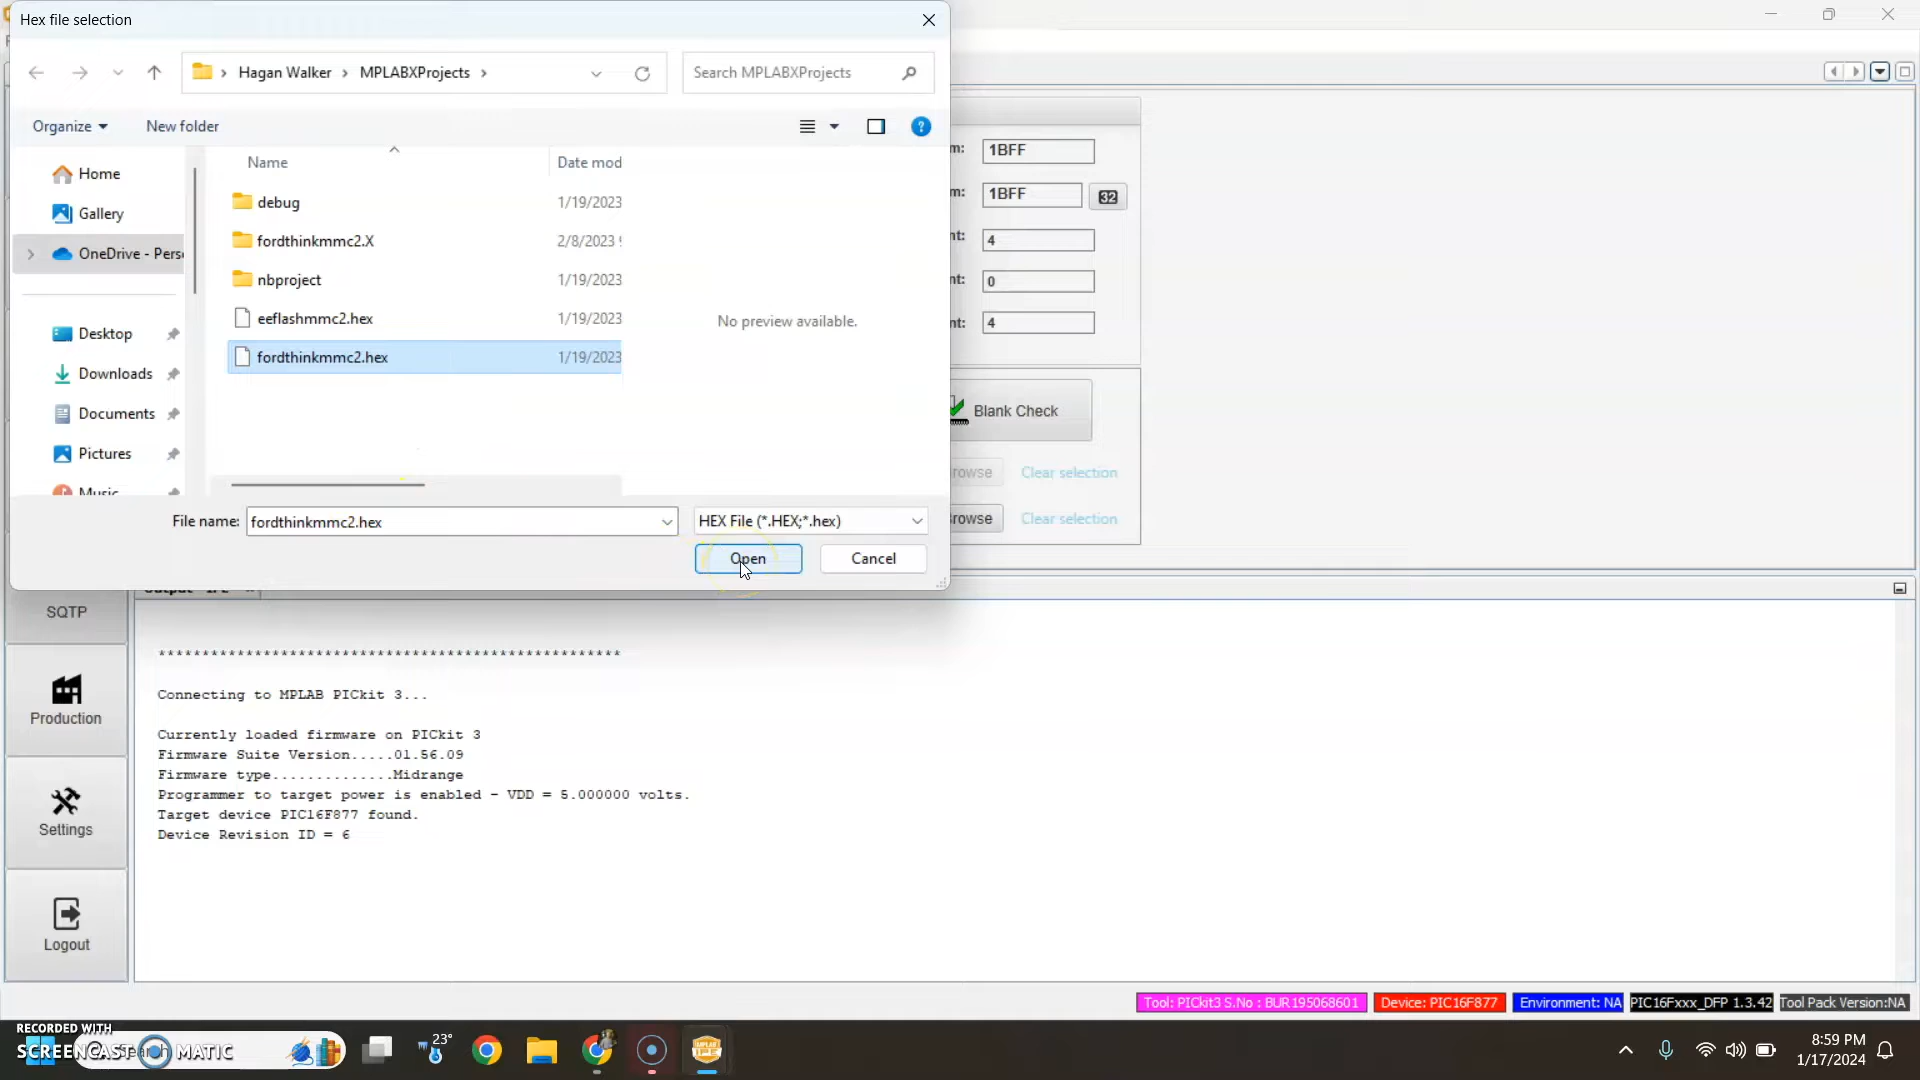 Hex file selection
Hagan Walker > MPLABXProjects >
Search MPLABXProjects
Organize
New folder
Name
Date mod
Home
Gallery
OneDrive - Pers
Desktop
Downloads
Documents
Pictures
Music
debug 1/19/2023
fordthinkmmc2.X 2/8/2023
nbproject 1/19/2023
eeflashmmc2.hex 1/19/2023
fordthinkmmc2.hex 1/19/2023
No preview available.
File name: fordthinkmmc2.hex
HEX File (*.HEX;*.hex)
Open
Cancel
m: 1BFF
m: 1BFF
32
nt: 4
nt: 0
nt: 4
Blank Check
rowse Clear selection
rowse Clear selection
SQTP
Production
Settings
Logout
****************************************************
Connecting to MPLAB PICkit 3...
Currently loaded firmware on PICkit 3
Firmware Suite Version.....01.56.09
Firmware type..............Midrange
Programmer to target power is enabled - VDD = 5.000000 volts.
Target device PIC16F877 found.
Device Revision ID = 6
Tool: PICkit3 S.No : BUR195068601
Device: PIC16F877
Environment: NA
PIC16Fxxx_DFP 1.3.42
Tool Pack Version:NA
RECORDED WITH
SCREENCAST MATIC
23°
8:59 PM
1/17/2024